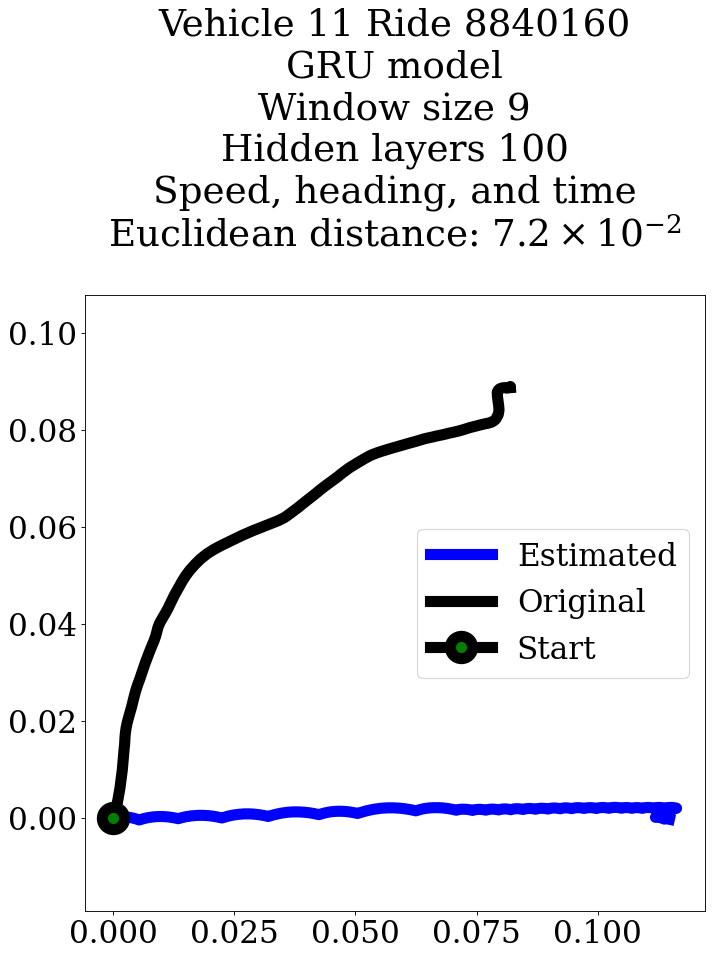 Vehicle 11 Ride 8840160
GRU model
Window size 9
Hidden layers 100
Speed, heading, and time
Euclidean distance: 7.2 × 10⁻²
0.10
0.08
0.06
0.04
0.02
0.00
Estimated
Original
Start
0.000 0.025 0.050 0.075 0.100